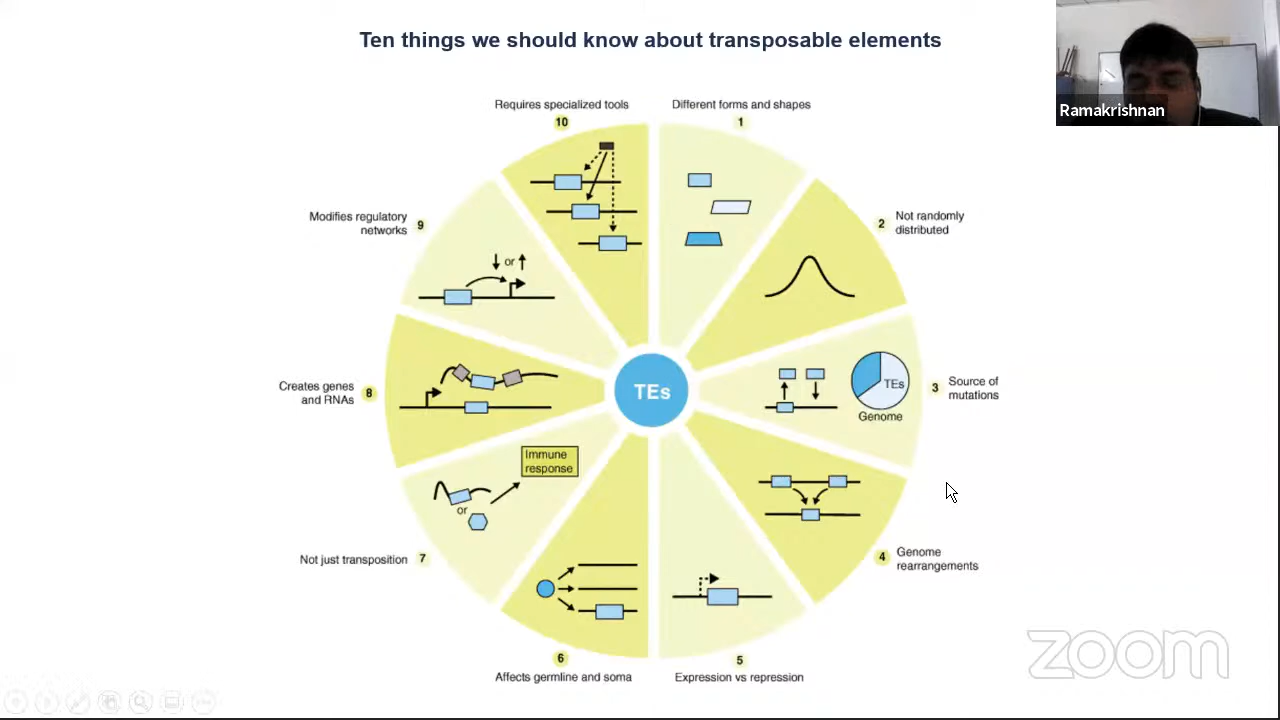 Ten things we should know about transposable elements
Ramakrishnan
Requires specialized tools
10
Different forms and shapes
1
2
Not randomly
distributed
TEs
Genome
3
Source of
mutations
4
Genome
rearrangements
5
Expression vs repression
6
Affects germline and soma
Immune
response
or
Not just transposition
7
Creates genes
and RNAs
8
Modifies regulatory
networks
9
or
TEs
zoom